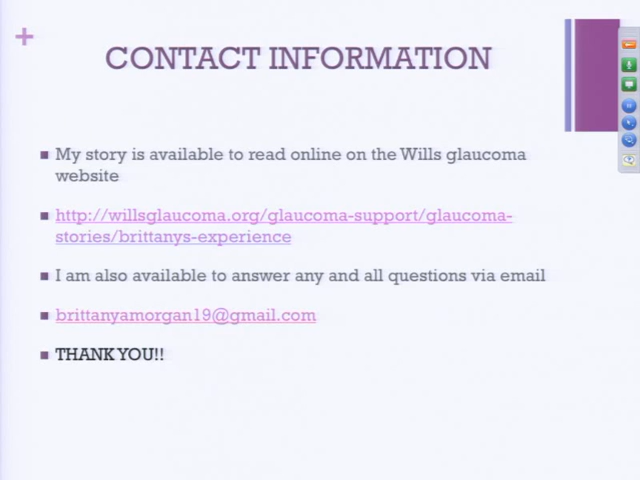 CONTACT INFORMATION
My story is available to read online on the Wills glaucoma
website
http://willsglaucoma.org/glaucoma-support/glaucoma-
stories/brittanys-experience
I am also available to answer any and all questions via email
brittanyamorgan19@gmail.com
THANK YOU!!